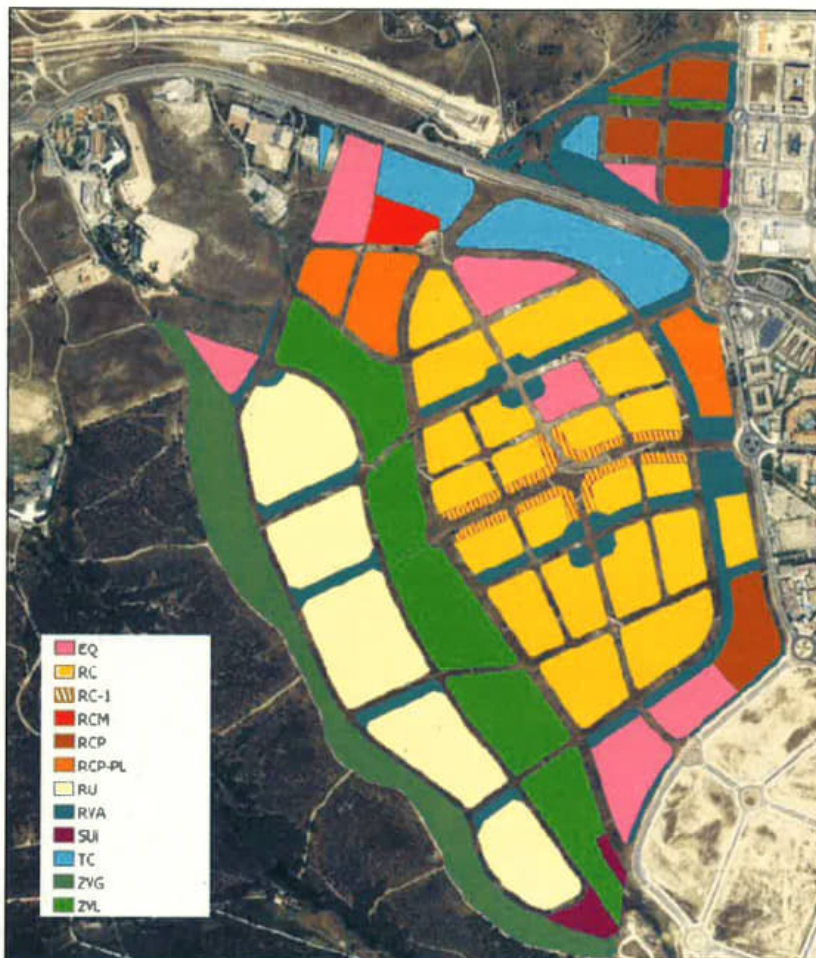 EQ
RC
RC-1
RCM
RCP
RCP-PL
RU
RVA
SUi
TC
ZVG
ZVL